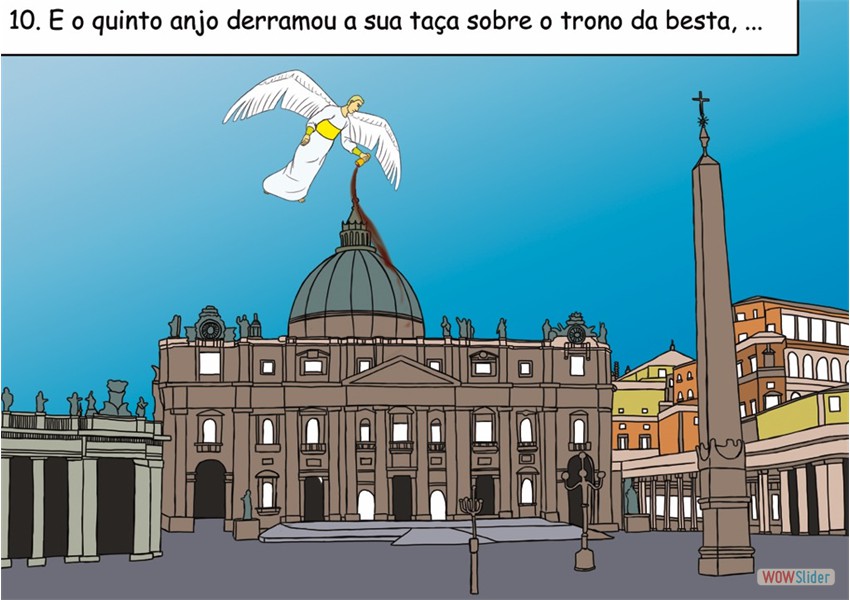 10. E o quinto anjo derramou a sua taça sobre o trono da besta, ...
WOWSlider